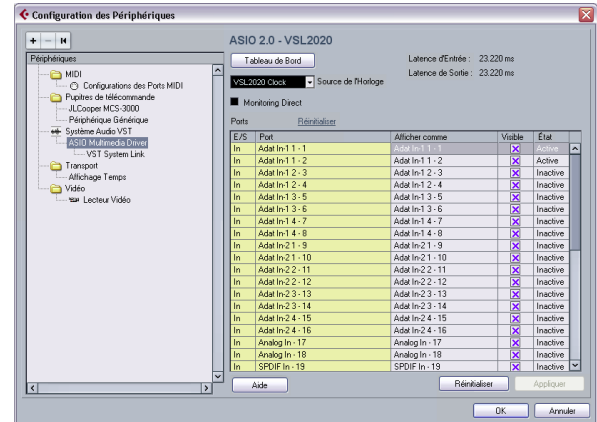 Configuration des Périphériques
Périphériques
MIDI
Configurations des Ports MIDI
Pupitres de télécommande
JLCooper MCS-3000
Périphérique Générique
Système Audio VST
ASIO Multimedia Driver
VST System Link
Transport
Affichage Temps
Vidéo
Lecteur Vidéo
ASIO 2.0 - VSL2020
Tableau de Bord
Latence d'Entrée : 23.220 ms
Latence de Sortie : 23.220 ms
VSL2020 Clock Source de l'Horloge
Monitoring Direct
Ports Réinitialiser
E/S Port Afficher comme Visible État
In Adat In-1 1 - 1 Adat In-1 1 - 1 Active
In Adat In-1 1 - 2 Adat In-1 1 - 2 Active
In Adat In-1 2 - 3 Adat In-1 2 - 3 Inactive
In Adat In-1 2 - 4 Adat In-1 2 - 4 Inactive
In Adat In-1 3 - 5 Adat In-1 3 - 5 Inactive
In Adat In-1 3 - 6 Adat In-1 3 - 6 Inactive
In Adat In-1 4 - 7 Adat In-1 4 - 7 Inactive
In Adat In-1 4 - 8 Adat In-1 4 - 8 Inactive
In Adat In-2 1 - 9 Adat In-2 1 - 9 Inactive
In Adat In-2 1 - 10 Adat In-2 1 - 10 Inactive
In Adat In-2 2 - 11 Adat In-2 2 - 11 Inactive
In Adat In-2 2 - 12 Adat In-2 2 - 12 Inactive
In Adat In-2 3 - 13 Adat In-2 3 - 13 Inactive
In Adat In-2 3 - 14 Adat In-2 3 - 14 Inactive
In Adat In-2 4 - 15 Adat In-2 4 - 15 Inactive
In Adat In-2 4 - 16 Adat In-2 4 - 16 Inactive
In Analog In - 17 Analog In - 17 Inactive
In Analog In - 18 Analog In - 18 Inactive
In SPDIF In - 19 SPDIF In - 19 Inactive
Aide Réinitialiser Appliquer
OK Annuler